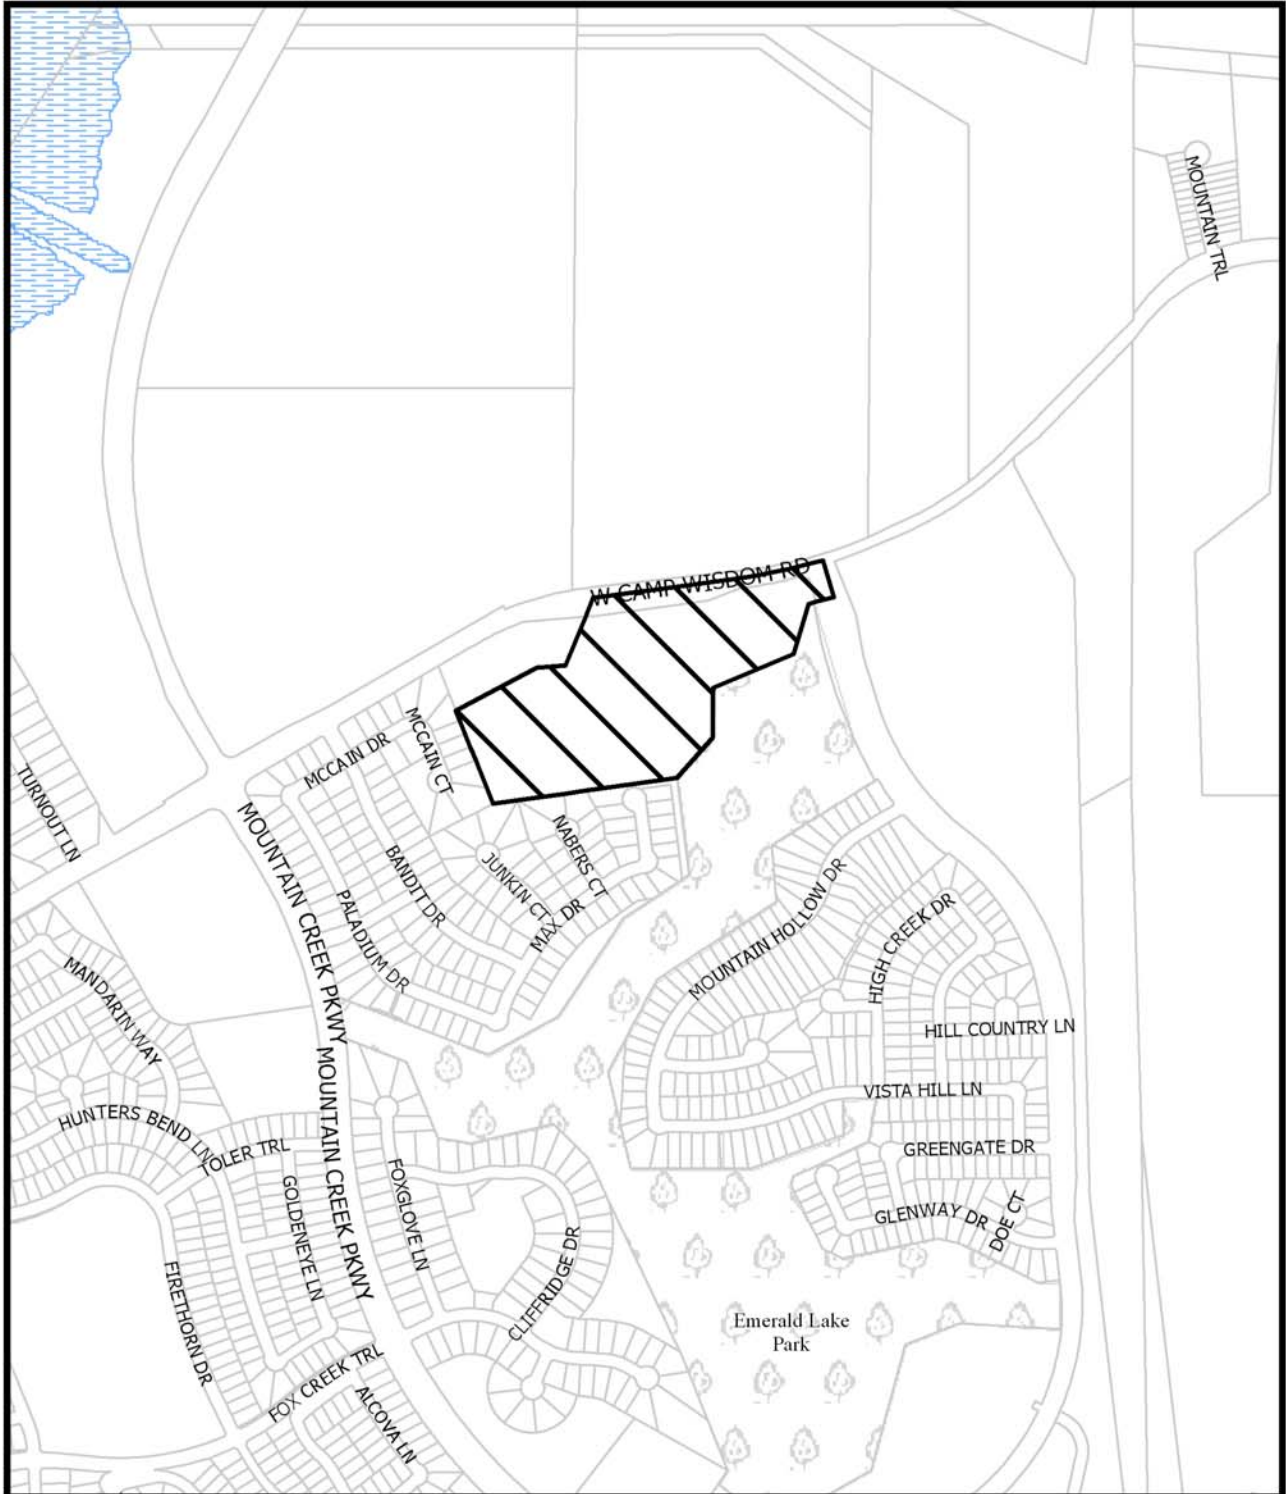 MOUNTAIN TRL
W CAMP WISDOM RD
MCCAIN CT
MCCAIN DR
TURNOUT LN
MOUNTAIN CREEK PKWY
NABERS CT
BANDIT DR
JUNKIN CT
MAX DR
PALADIUM DR
MOUNTAIN HOLLOW DR
HIGH CREEK DR
MANDARIN WAY
HILL COUNTRY LN
MOUNTAIN CREEK PKWY
VISTA HILL LN
HUNTERS BEND LN
TOLER TRL
GREENGATE DR
FOXGLOVE LN
GOLDENEYE LN
GLENWAY DR
DOE CT
CLIFFRIDGE DR
FIRETHORN DR
Emerald Lake
Park
FOX CREEK TRL
ALCOVA LN